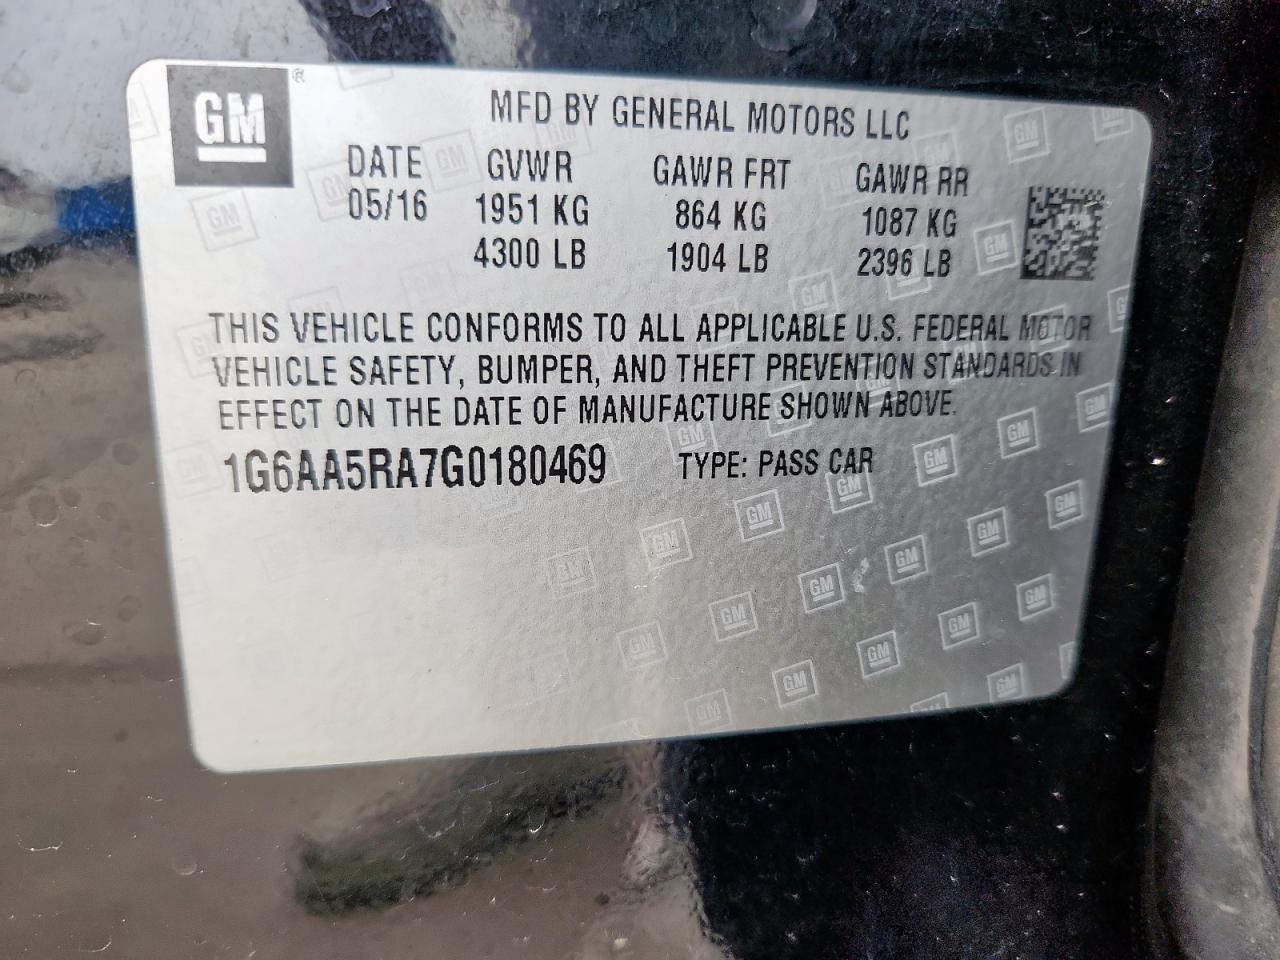 GM ®
MFD BY GENERAL MOTORS LLC
DATE GVWR GAWR FRT GAWR RR
05/16 1951 KG 864 KG 1087 KG
4300 LB 1904 LB 2396 LB
THIS VEHICLE CONFORMS TO ALL APPLICABLE U.S. FEDERAL MOTOR
VEHICLE SAFETY, BUMPER, AND THEFT PREVENTION STANDARDS IN
EFFECT ON THE DATE OF MANUFACTURE SHOWN ABOVE.
1G6AA5RA7G0180469 TYPE: PASS CAR